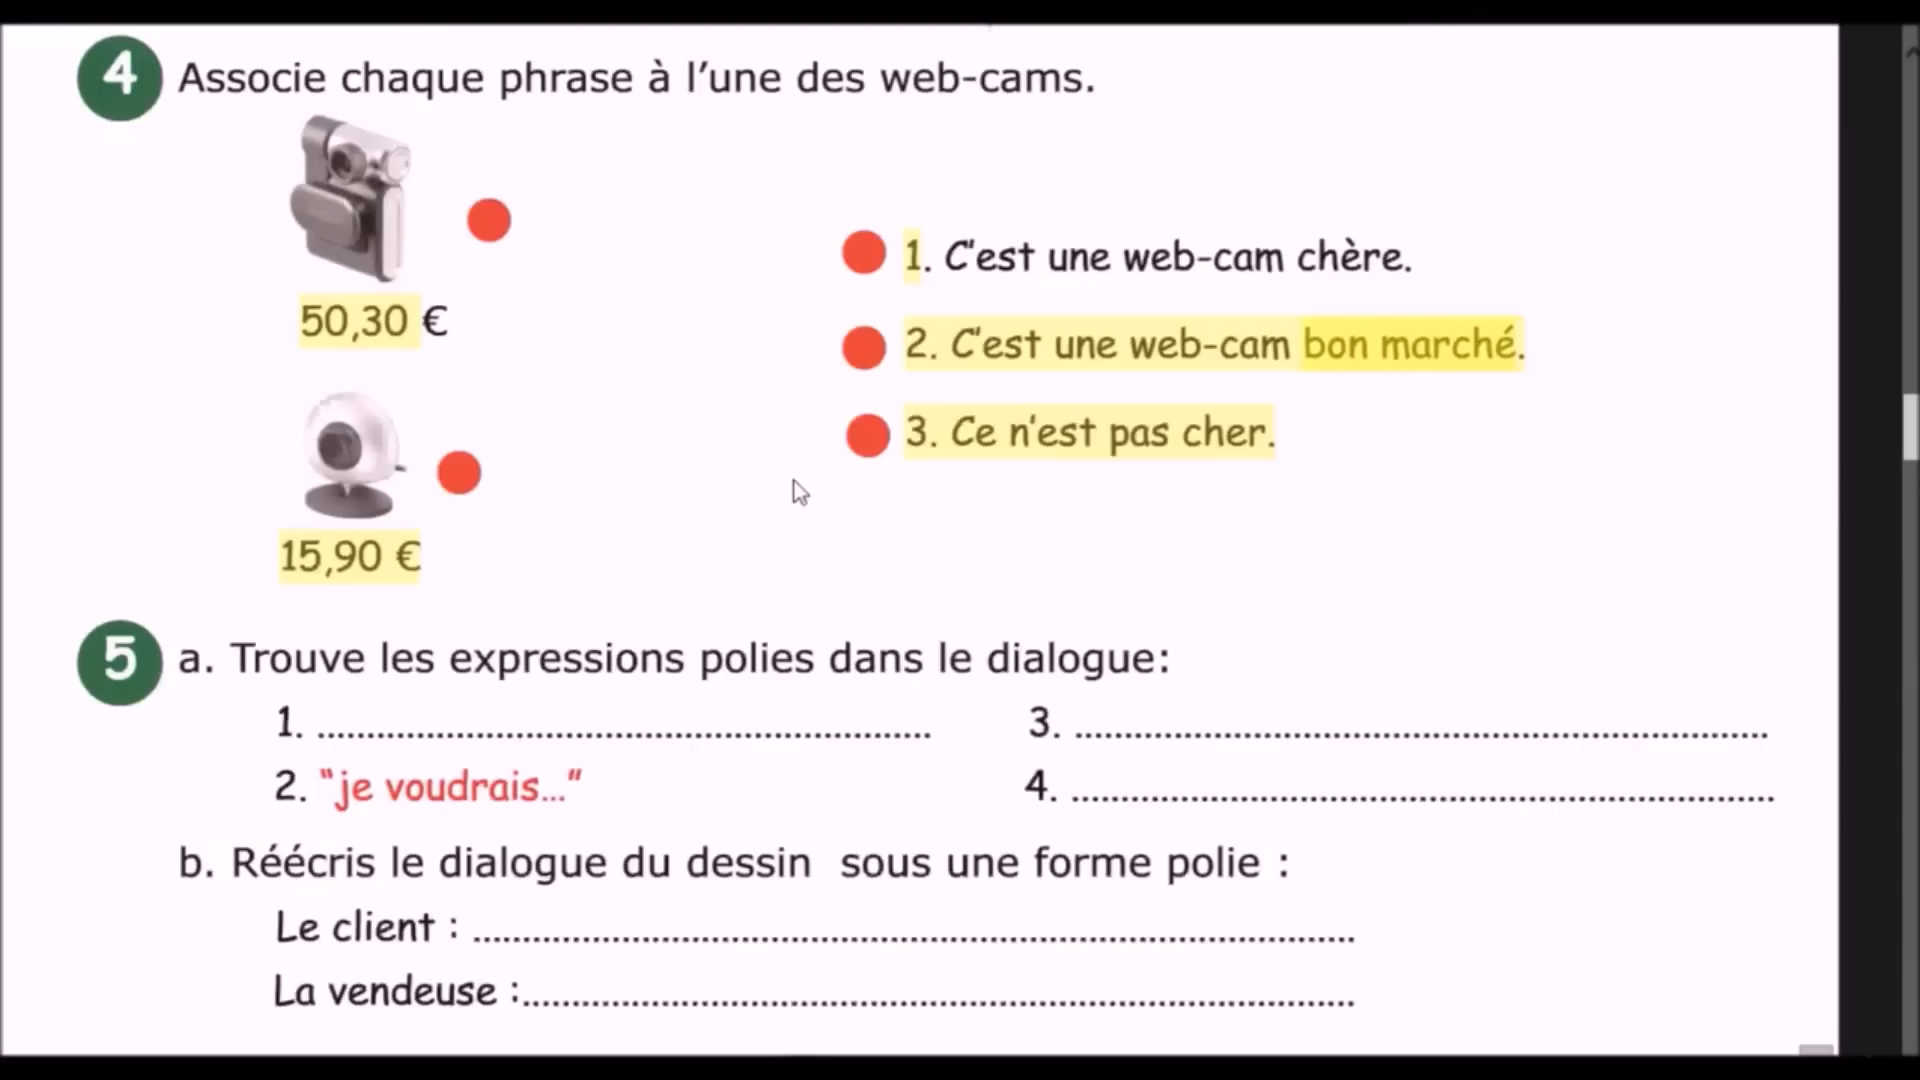 4 Associe chaque phrase à l’une des web-cams.
50,30 €
1. C’est une web-cam chère.
2. C’est une web-cam bon marché.
3. Ce n’est pas cher.
15,90 €
5 a. Trouve les expressions polies dans le dialogue:
1. ............................................................ 3. ....................................................................
2. “je voudrais...” 4. .....................................................................
b. Réécris le dialogue du dessin sous une forme polie :
Le client : .......................................................................................
La vendeuse :..................................................................................